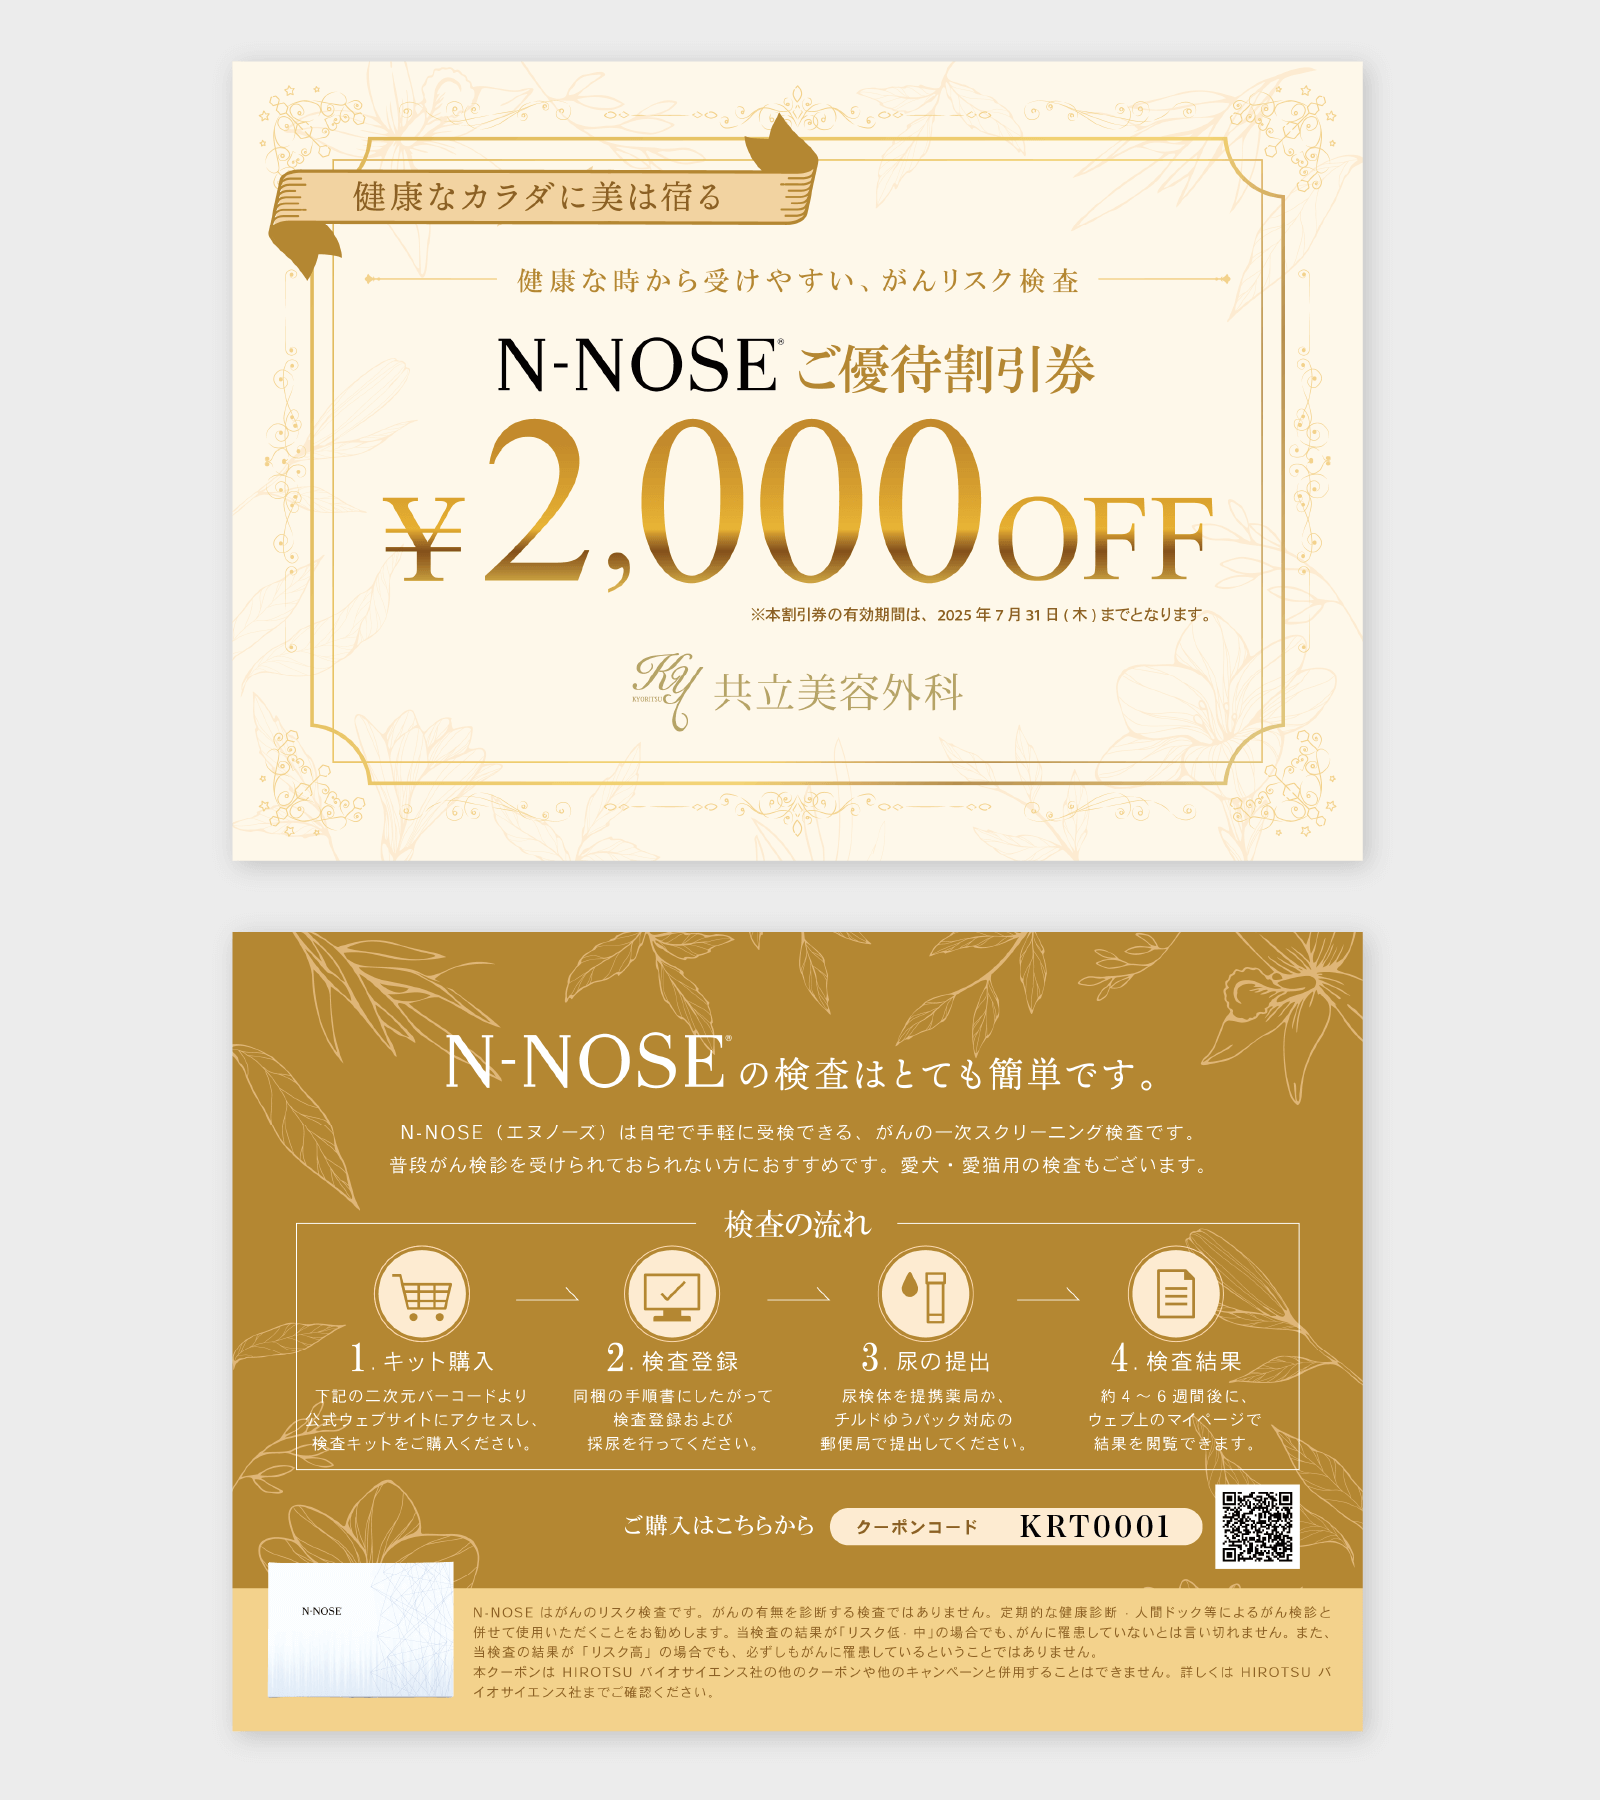 健康なカラダに美は宿る
健康な時から受けやすい、がんリスク検査
N-NOSE® ご優待割引券
¥2,000OFF
※本割引券の有効期間は、2025年7月31日(木)までとなります。
KYORITSU 共立美容外科
N-NOSE®の検査はとても簡単です。
N-NOSE（エヌノーズ）は自宅で手軽に受検できる、がんの一次スクリーニング検査です。
普段がん検診を受けられておられない方におすすめです。愛犬・愛猫用の検査もございます。
検査の流れ
1. キット購入
下記の二次元バーコードより
公式ウェブサイトにアクセスし、
検査キットをご購入ください。
2. 検査登録
同梱の手順書にしたがって
検査登録および
採尿を行ってください。
3. 尿の提出
尿検体を提携薬局か、
チルドゆうパック対応の
郵便局で提出してください。
4. 検査結果
約4～6週間後に、
ウェブ上のマイページで
結果を閲覧できます。
ご購入はこちらから クーポンコード KRT0001
N-NOSE
N-NOSE はがんのリスク検査です。がんの有無を診断する検査ではありません。定期的な健康診断・人間ドック等によるがん検診と
併せて使用いただくことをお勧めします。当検査の結果が「リスク低・中」の場合でも、がんに罹患していないとは言い切れません。また、
当検査の結果が「リスク高」の場合でも、必ずしもがんに罹患しているということではありません。
本クーポンは HIROTSU バイオサイエンス社の他のクーポンや他のキャンペーンと併用することはできません。詳しくは HIROTSU バ
イオサイエンス社までご確認ください。